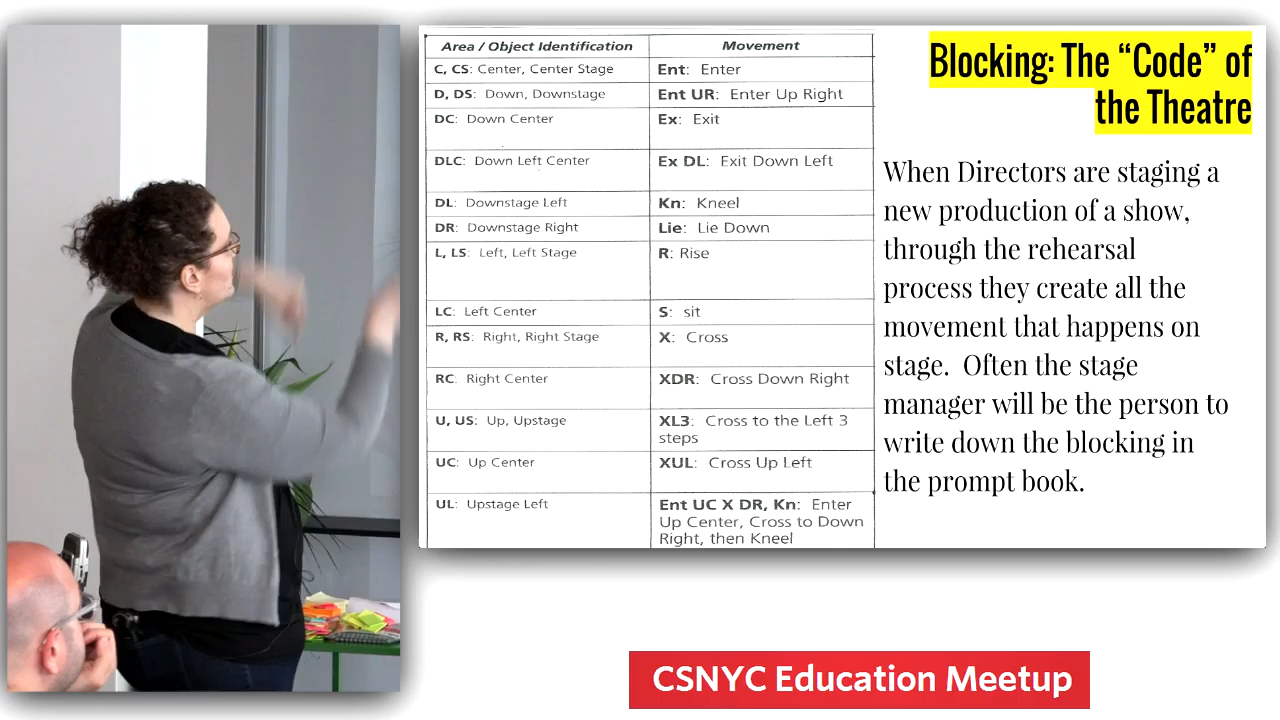 Area / Object Identification Movement
C, CS: Center, Center Stage Ent: Enter
D, DS: Down, Downstage Ent UR: Enter Up Right
DC: Down Center Ex: Exit
DLC: Down Left Center Ex DL: Exit Down Left
DL: Downstage Left Kn: Kneel
DR: Downstage Right Lie: Lie Down
L, LS: Left, Left Stage R: Rise
LC: Left Center S: sit
R, RS: Right, Right Stage X: Cross
RC: Right Center XDR: Cross Down Right
U, US: Up, Upstage XL3: Cross to the Left 3
steps
UC: Up Center XUL: Cross Up Left
UL: Upstage Left Ent UC X DR, Kn: Enter
Up Center, Cross to Down
Right, then Kneel
Blocking: The “Code” of
the Theatre
When Directors are staging a
new production of a show,
through the rehearsal
process they create all the
movement that happens on
stage. Often the stage
manager will be the person to
write down the blocking in
the prompt book.
CSNYC Education Meetup